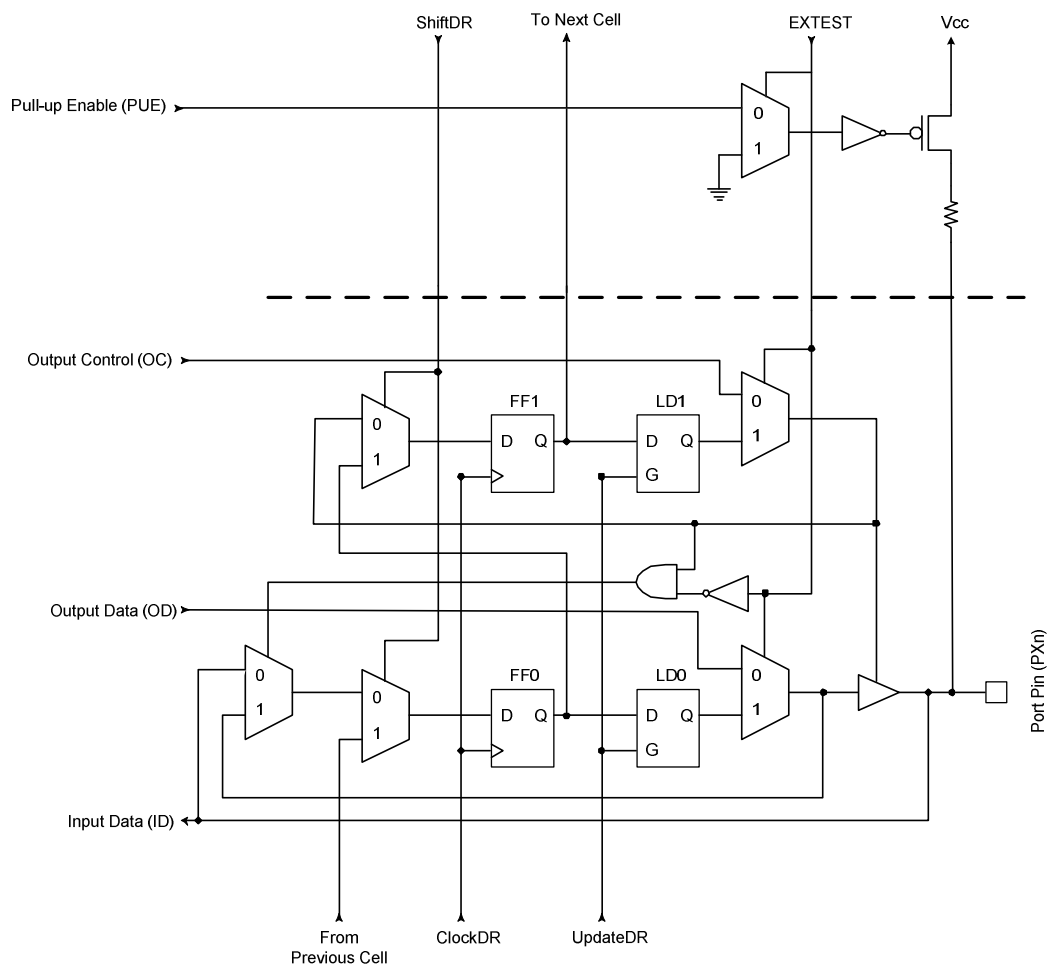 ShiftDR
To Next Cell
EXTEST
Vcc
Pull-up Enable (PUE)
0
1
Output Control (OC)
FF1
LD1
0
0
1
D Q
D Q
1
G
Output Data (OD)
FF0
LD0
0
0
0
1
D Q
D Q
1
1
G
Port Pin (PXn)
Input Data (ID)
From
Previous Cell
ClockDR
UpdateDR